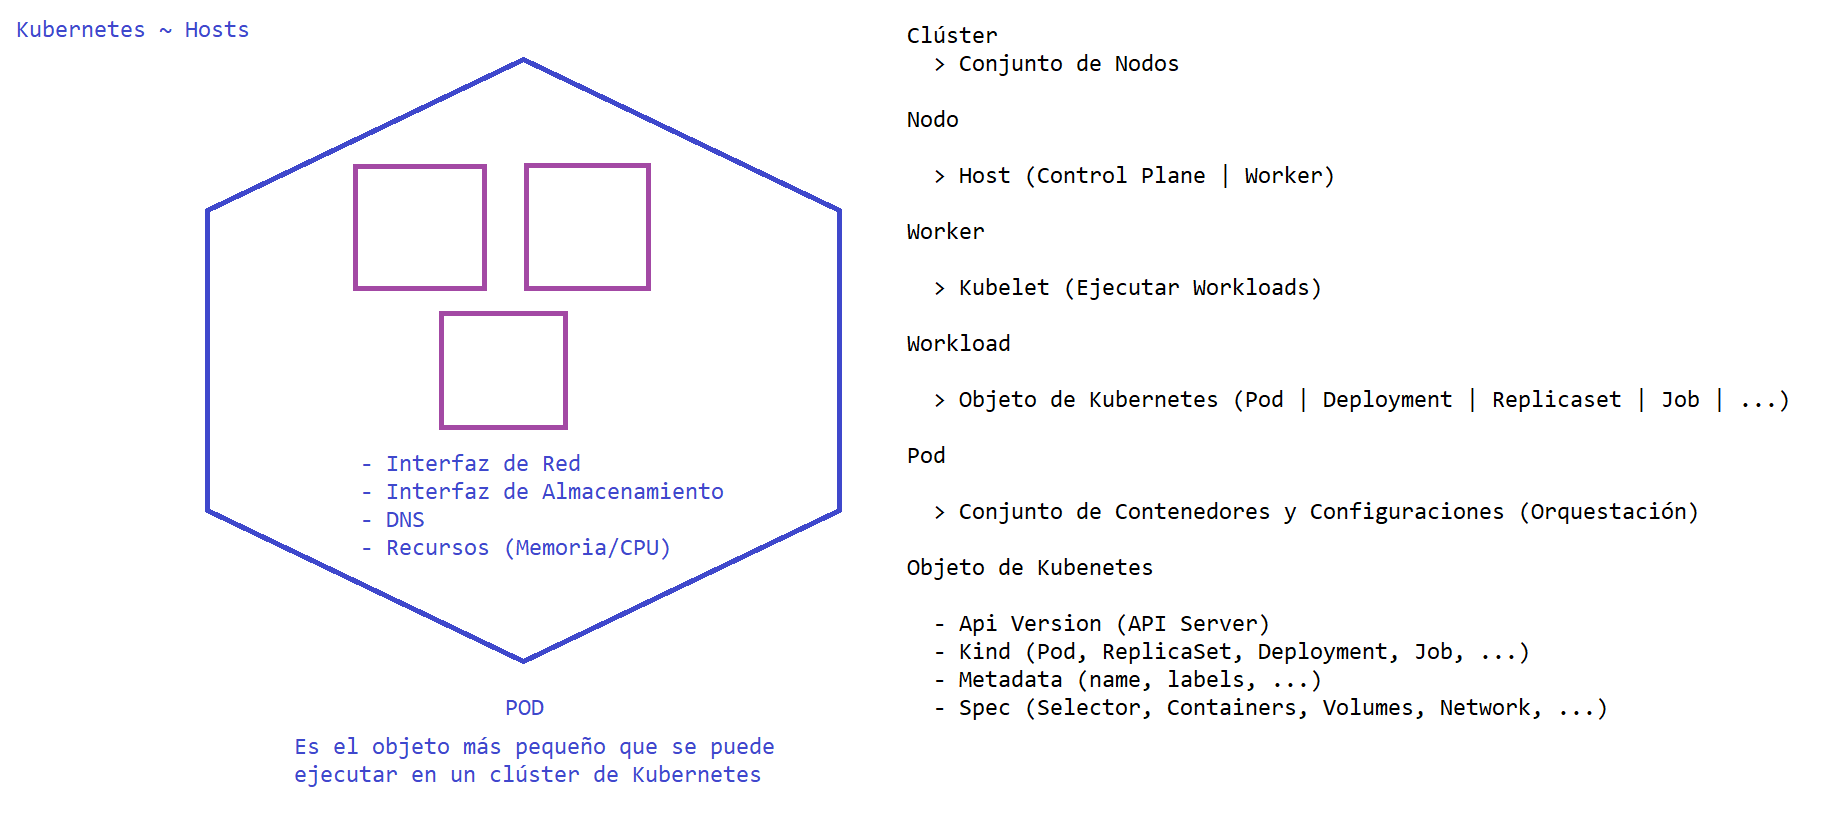 Kubernetes ~ Hosts
- Interfaz de Red
- Interfaz de Almacenamiento
- DNS
- Recursos (Memoria/CPU)
POD
Es el objeto más pequeño que se puede
ejecutar en un clúster de Kubernetes
Clúster
> Conjunto de Nodos
Nodo
> Host (Control Plane | Worker)
Worker
> Kubelet (Ejecutar Workloads)
Workload
> Objeto de Kubernetes (Pod | Deployment | Replicaset | Job | ...)
Pod
> Conjunto de Contenedores y Configuraciones (Orquestación)
Objeto de Kubenetes
- Api Version (API Server)
- Kind (Pod, ReplicaSet, Deployment, Job, ...)
- Metadata (name, labels, ...)
- Spec (Selector, Containers, Volumes, Network, ...)